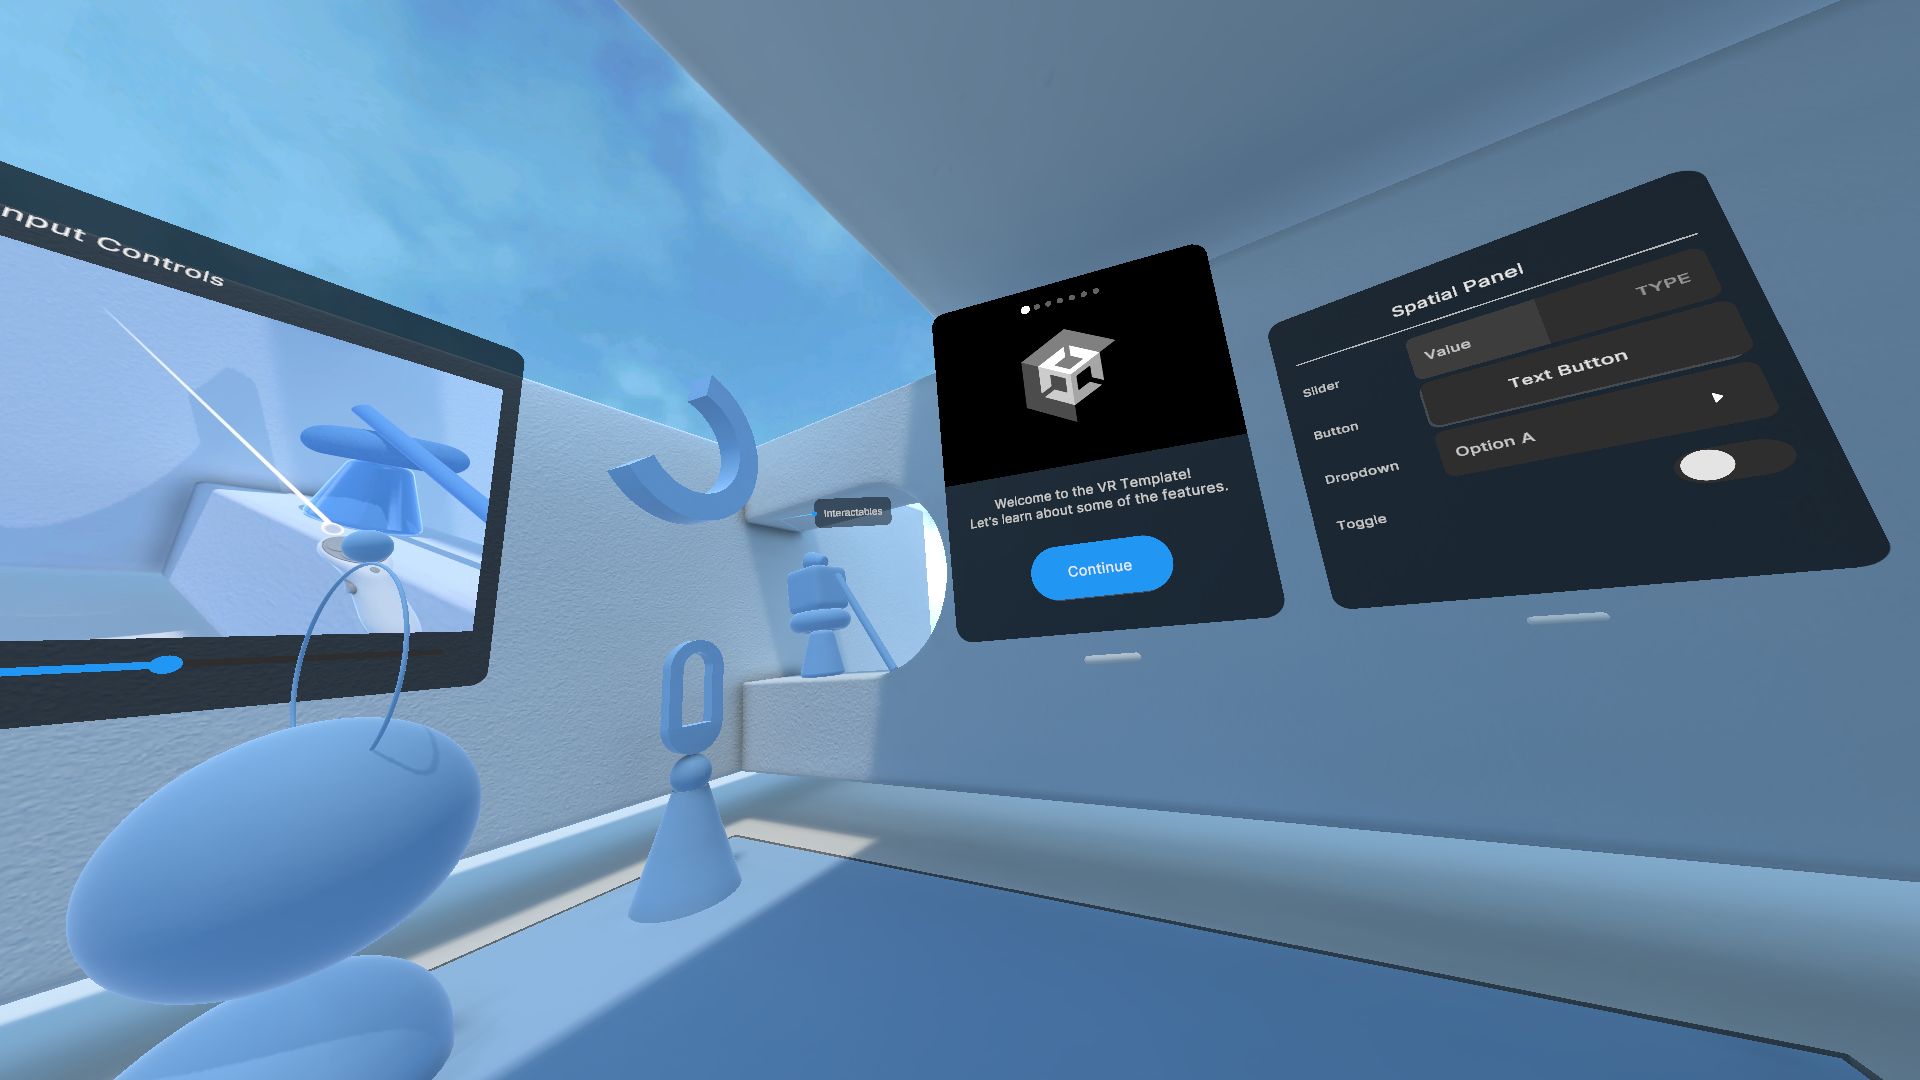 nput Controls
Interactables
Welcome to the VR Template!
Let's learn about some of the features.
Continue
Spatial Panel
Slider
Value
TYPE
Button
Text Button
Dropdown
Option A
Toggle